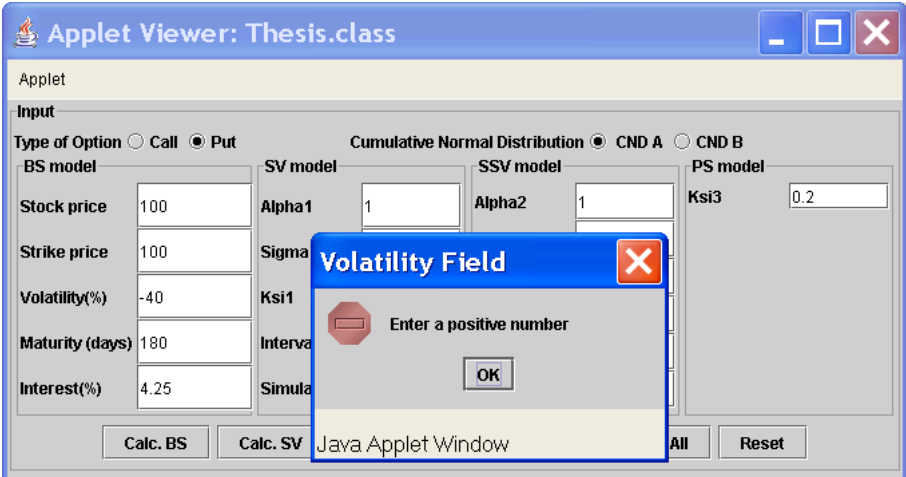 Applet Viewer: Thesis.class
Applet
Input
Type of Option Call Put Cumulative Normal Distribution CND A CND B
BS model SV model SSV model PS model
Stock price 100 Alpha1 1 Alpha2 1 Ksi3 0.2
Strike price 100 Sigma
Volatility Field
Volatility(%) -40 Ksi1
Enter a positive number
Maturity (days) 180
OK
Interest(%) 4.25
Calc. BS Calc. SV All Reset
Java Applet Window